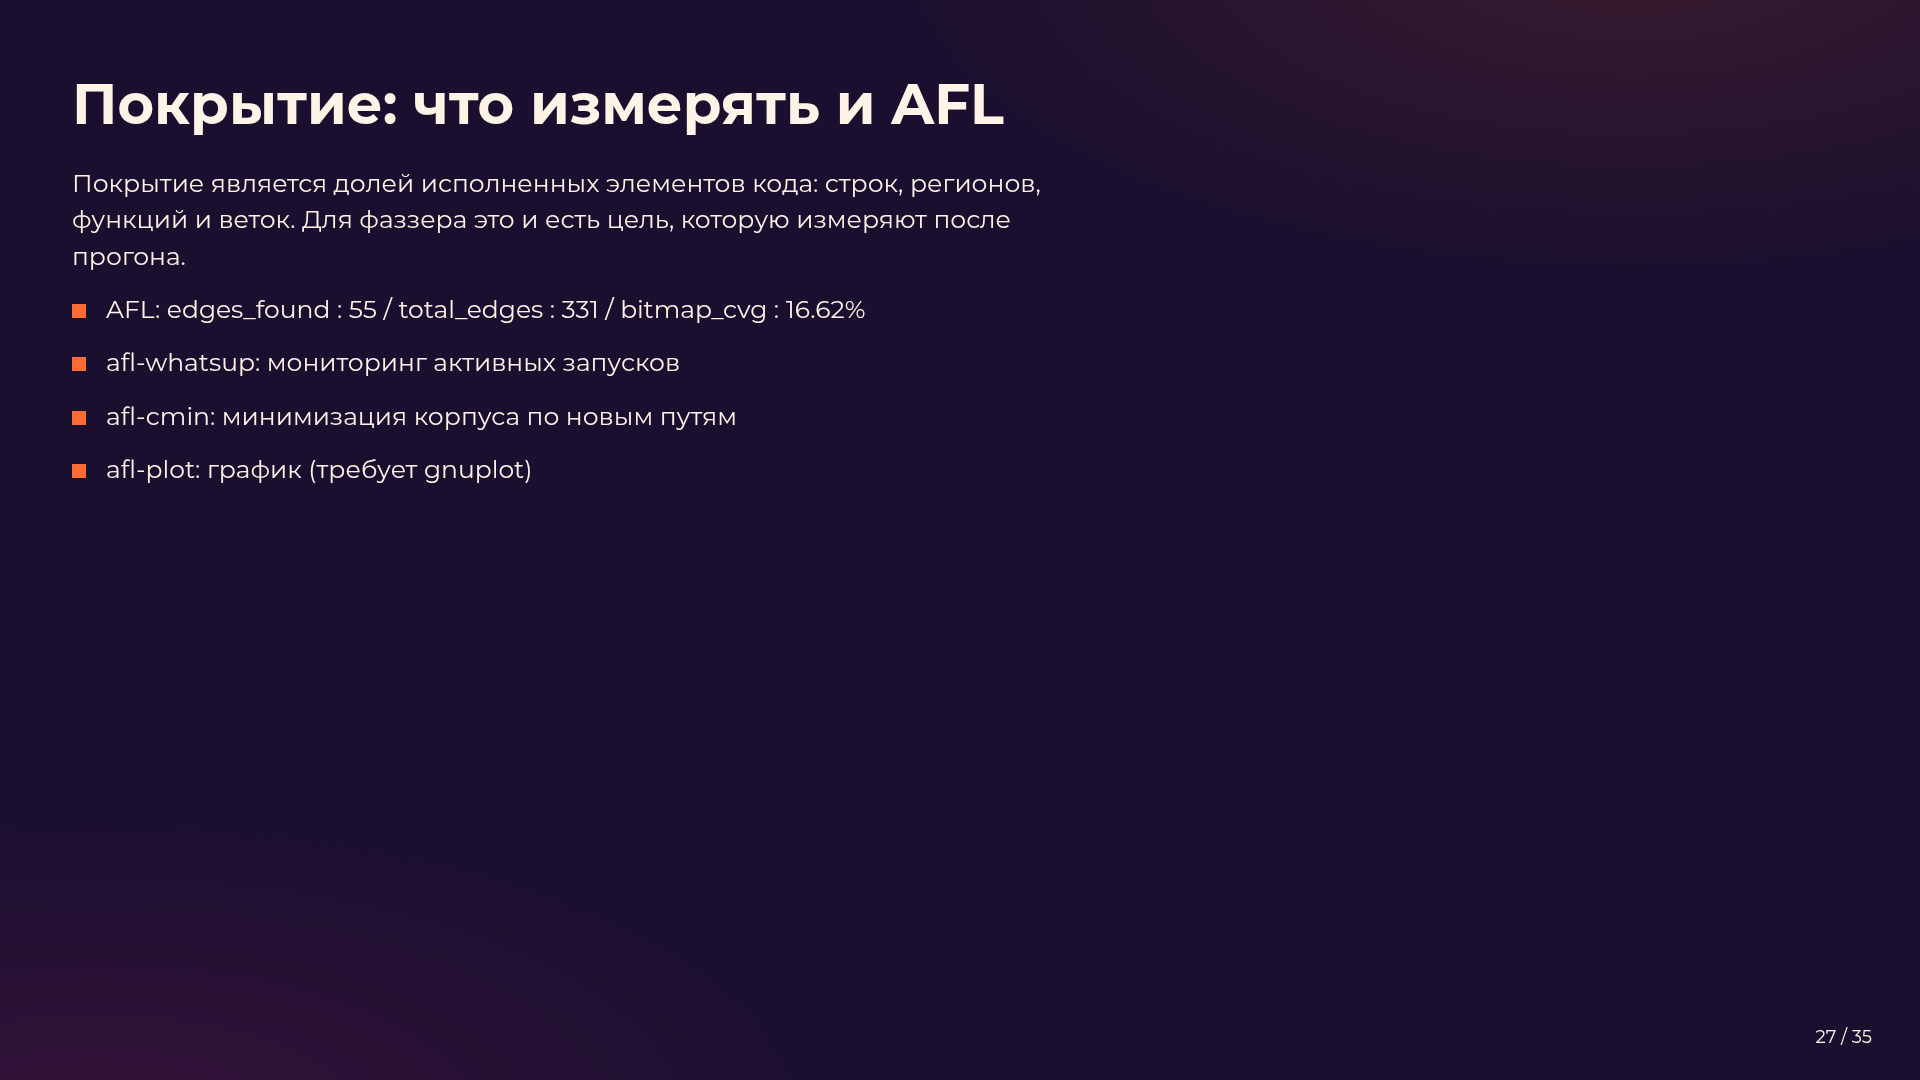 Покрытие: что измерять и AFL
Покрытие является долей исполненных элементов кода: строк, регионов,
функций и веток. Для фаззера это и есть цель, которую измеряют после
прогона.
AFL: edges_found : 55 / total_edges : 331 / bitmap_cvg : 16.62%
afl-whatsup: мониторинг активных запусков
afl-cmin: минимизация корпуса по новым путям
afl-plot: график (требует gnuplot)
27 / 35